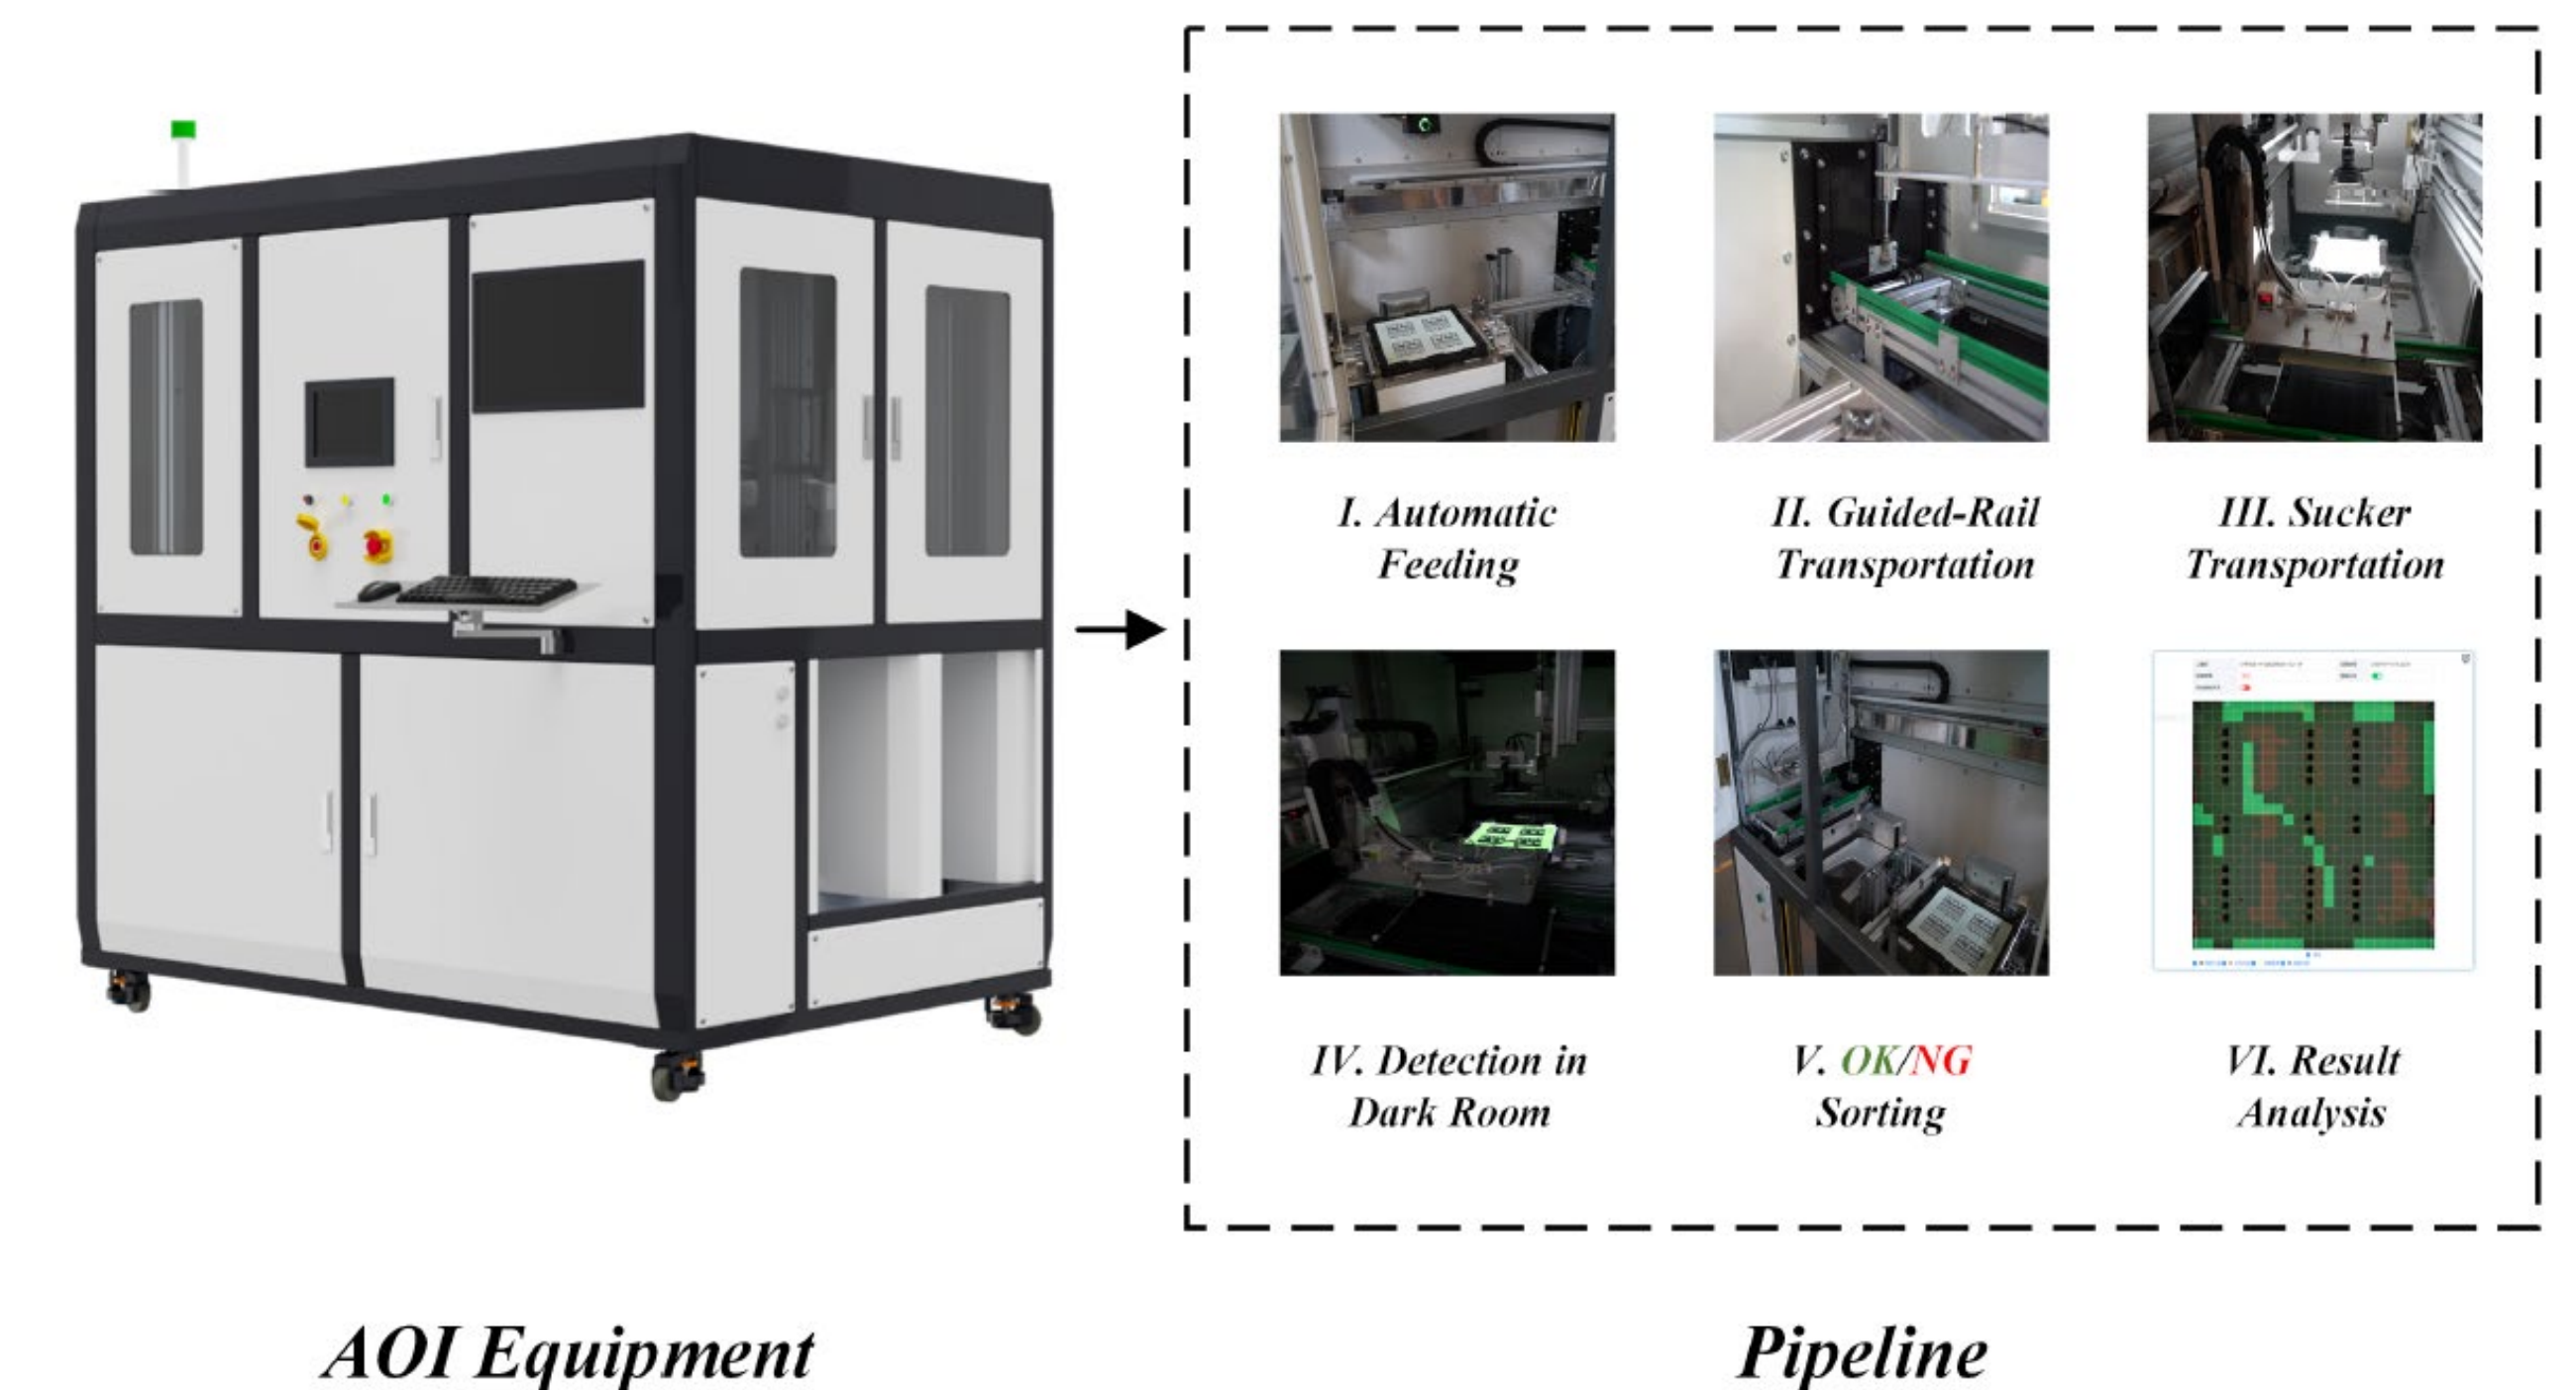 I. Automatic
Feeding
II. Guided-Rail
Transportation
III. Sucker
Transportation
IV. Detection in
Dark Room
V. OK/NG
Sorting
VI. Result
Analysis
AOI Equipment
Pipeline